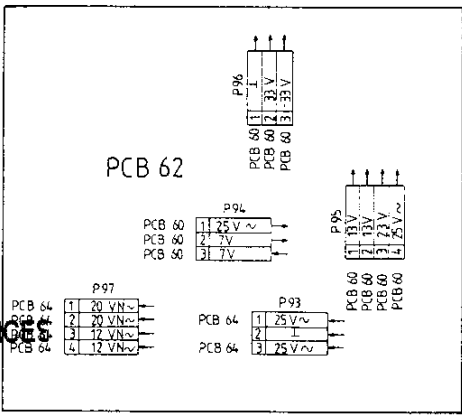 P96
1 ⊥ PCB 60
2 33 V PCB 60
3 -33 V PCB 60
PCB 62
P94
PCB 60 1 25 V ~
PCB 60 2 7V
PCB 60 3 7V
P95
1 13 V PCB 60
2 13 V PCB 60
3 23 V PCB 60
4 25 V ~ PCB 60
P97
PCB 64 1 20 VN~
PCB 64 2 20 VN~
PCB 64 3 12 VN~
PCB 64 4 12 VN~
P93
PCB 64 1 25 V~
2 ⊥
PCB 64 3 25 V~